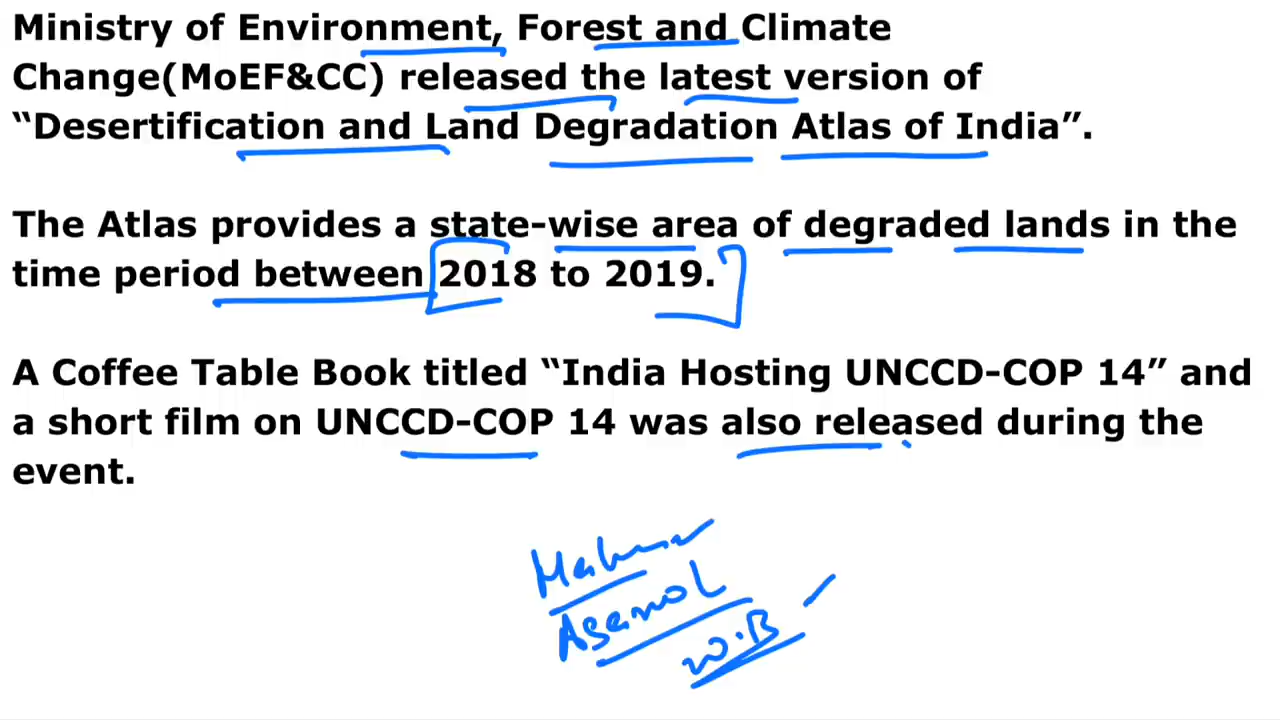 Ministry of Environment, Forest and Climate
Change(MoEF&CC) released the latest version of
“Desertification and Land Degradation Atlas of India”.
The Atlas provides a state-wise area of degraded lands in the
time period between 2018 to 2019.
A Coffee Table Book titled “India Hosting UNCCD-COP 14” and
a short film on UNCCD-COP 14 was also released during the
event.
W.B